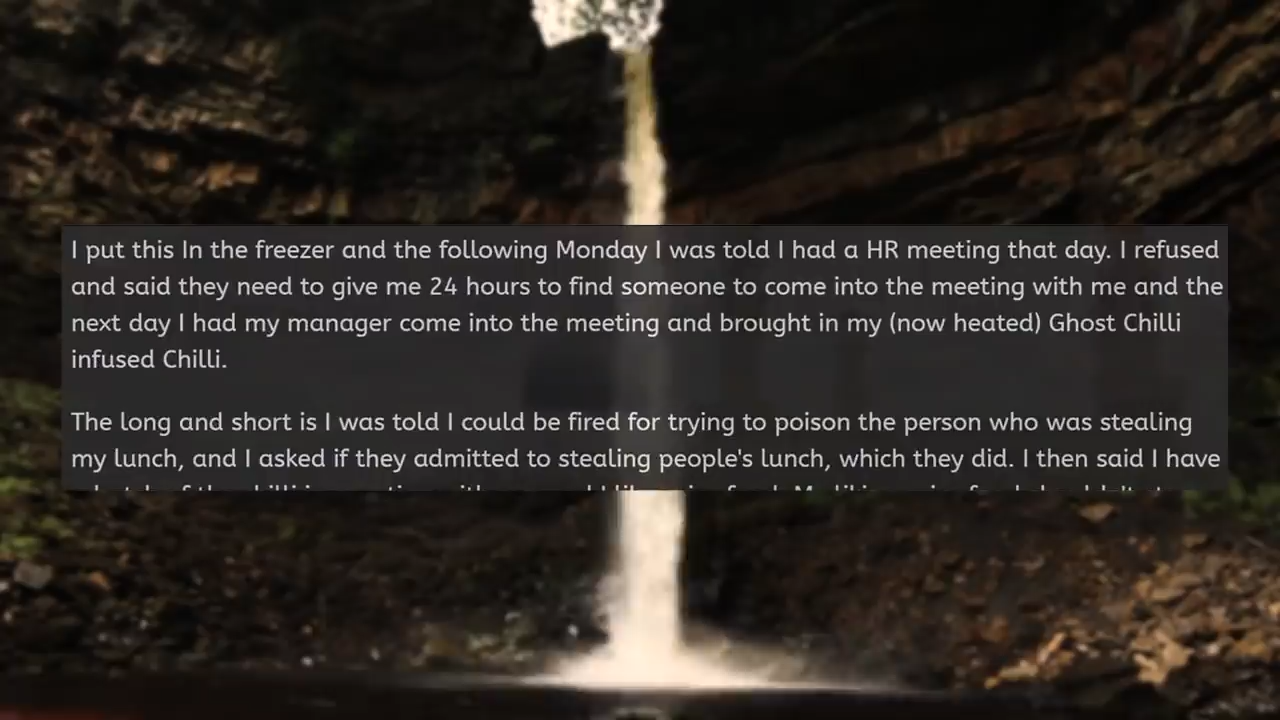 I put this In the freezer and the following Monday I was told I had a HR meeting that day. I refused
and said they need to give me 24 hours to find someone to come into the meeting with me and the
next day I had my manager come into the meeting and brought in my (now heated) Ghost Chilli
infused Chilli.
The long and short is I was told I could be fired for trying to poison the person who was stealing
my lunch, and I asked if they admitted to stealing people's lunch, which they did. I then said I have